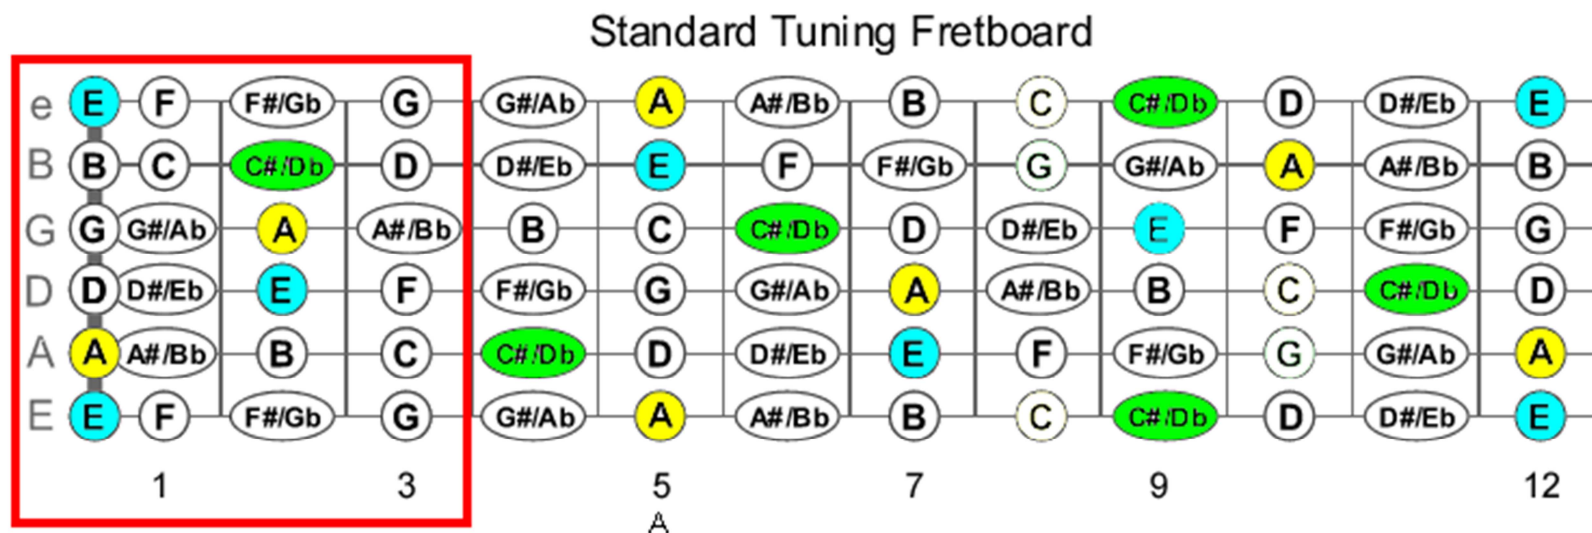 Standard Tuning Fretboard
e E F F#/Gb G G#/Ab A A#/Bb B C C#/Db D D#/Eb E
B B C C#/Db D D#/Eb E F F#/Gb G G#/Ab A A#/Bb B
G G G#/Ab A A#/Bb B C C#/Db D D#/Eb E F F#/Gb G
D D D#/Eb E F F#/Gb G G#/Ab A A#/Bb B C C#/Db D
A A A#/Bb B C C#/Db D D#/Eb E F F#/Gb G G#/Ab A
E E F F#/Gb G G#/Ab A A#/Bb B C C#/Db D D#/Eb E
1 3 5 7 9 12
A